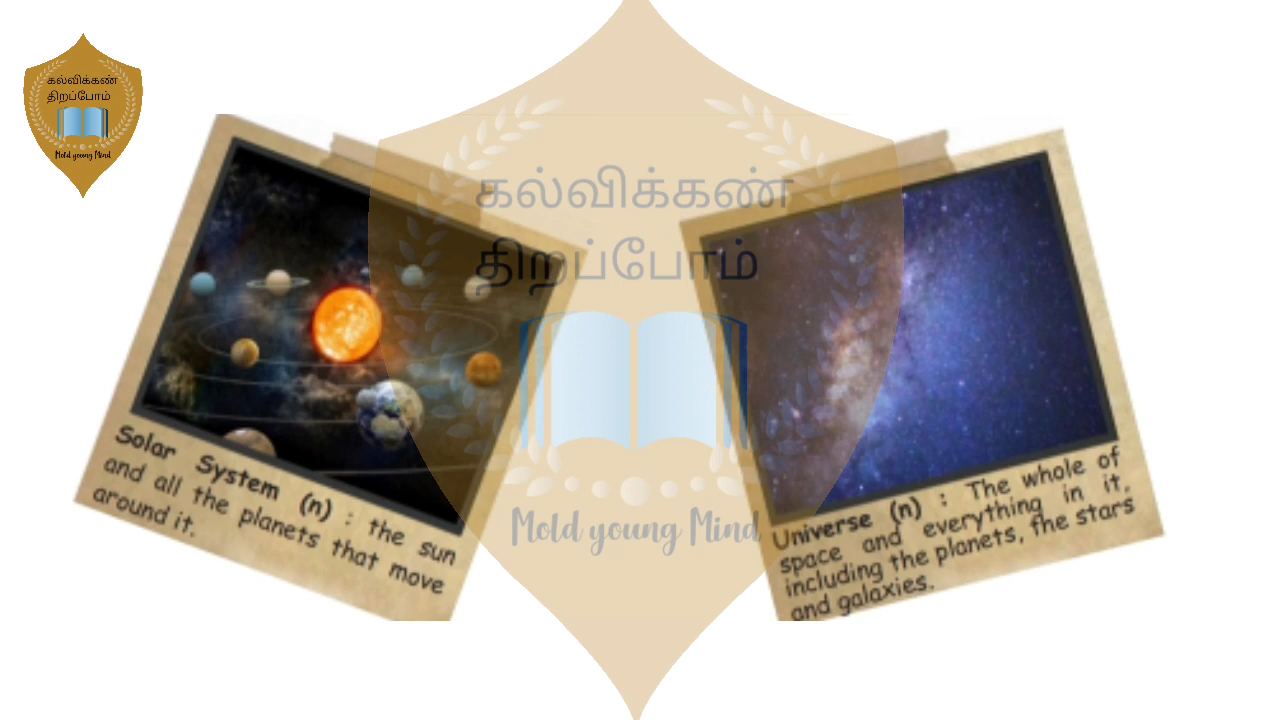 கல்விக்கண்
திறப்போம்
Mold young Mind
கல்விக்கண்
திறப்போம்
Mold young Mind
Solar System (n) : the sun
and all the planets that move
around it.
Universe (n) : The whole of
space and everything in it,
including the planets, the stars
and galaxies.